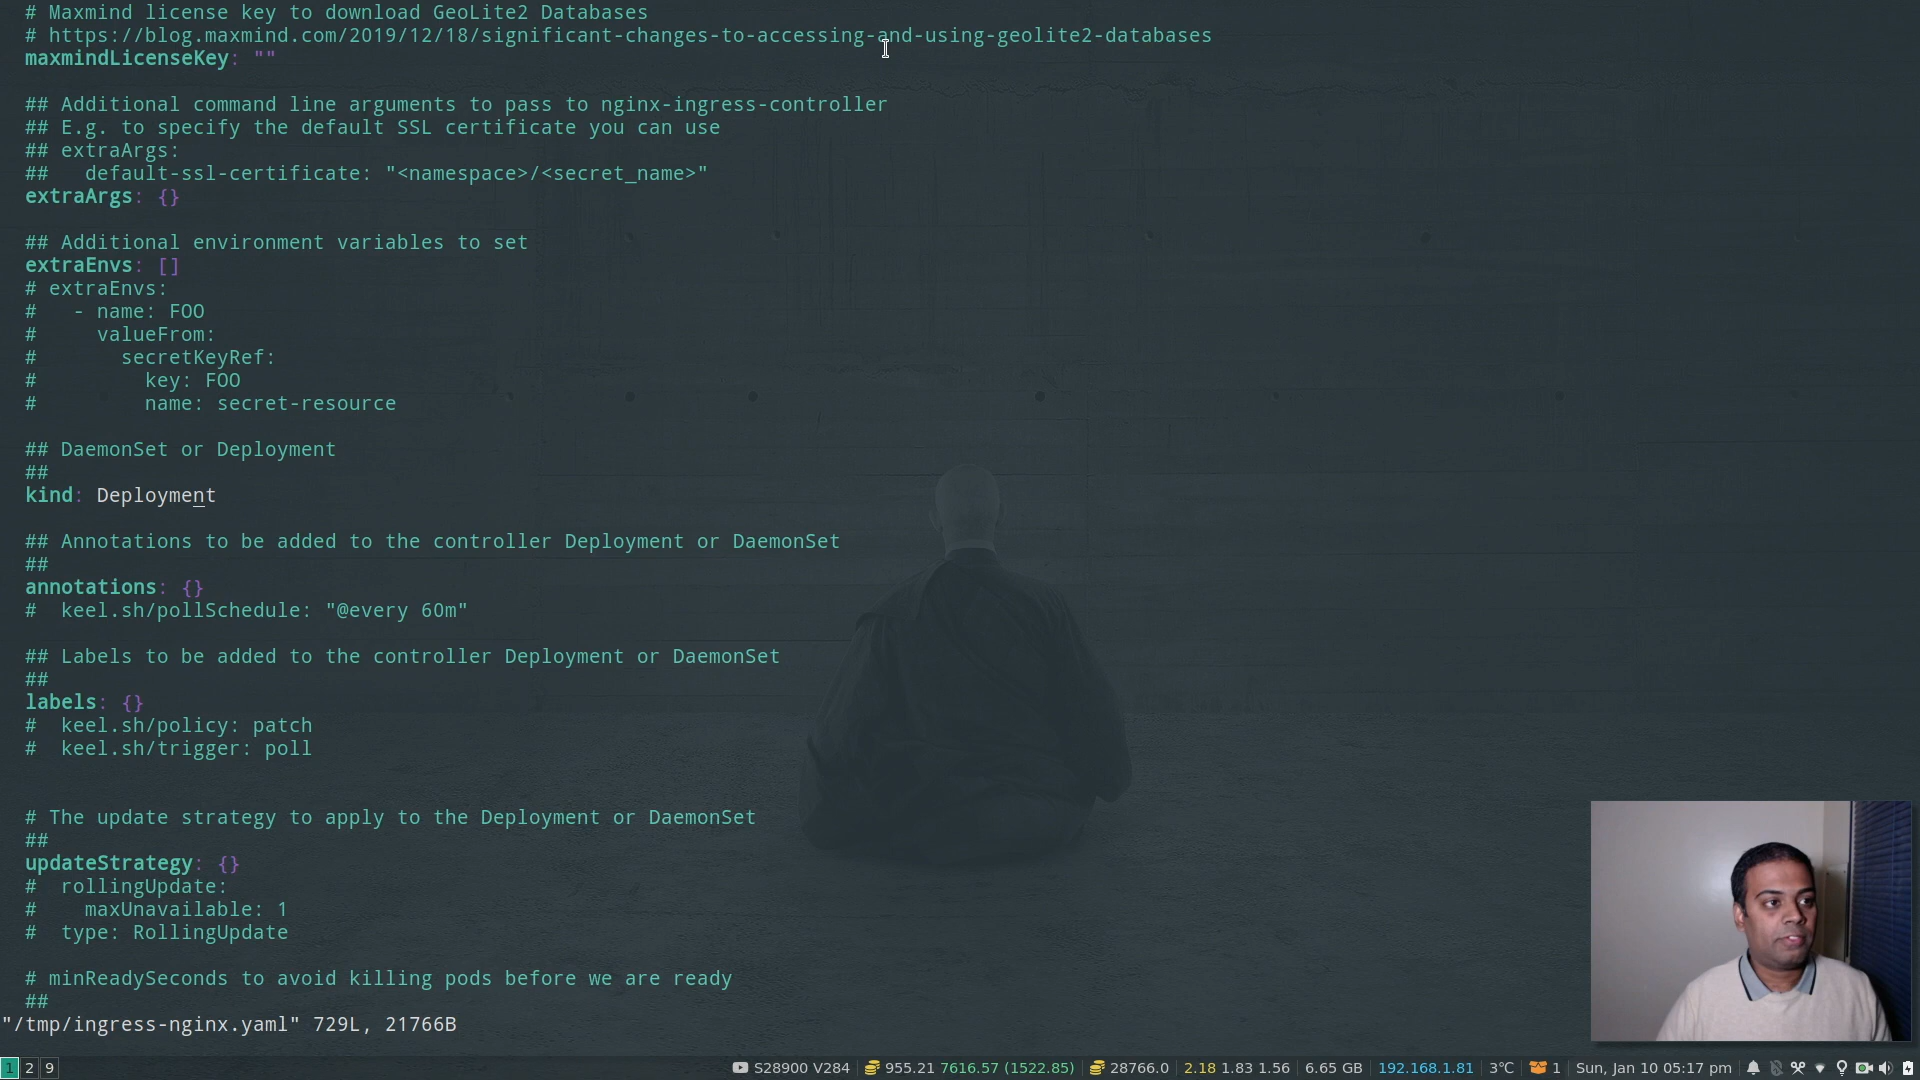 # Maxmind license key to download GeoLite2 Databases
# https://blog.maxmind.com/2019/12/18/significant-changes-to-accessing-and-using-geolite2-databases
maxmindLicenseKey: ""
## Additional command line arguments to pass to nginx-ingress-controller
## E.g. to specify the default SSL certificate you can use
## extraArgs:
##   default-ssl-certificate: "<namespace>/<secret_name>"
extraArgs: {}
## Additional environment variables to set
extraEnvs: []
# extraEnvs:
#   - name: FOO
#     valueFrom:
#       secretKeyRef:
#         key: FOO
#         name: secret-resource
## DaemonSet or Deployment
##
kind: Deployment
## Annotations to be added to the controller Deployment or DaemonSet
##
annotations: {}
#  keel.sh/pollSchedule: "@every 60m"
## Labels to be added to the controller Deployment or DaemonSet
##
labels: {}
#  keel.sh/policy: patch
#  keel.sh/trigger: poll
# The update strategy to apply to the Deployment or DaemonSet
##
updateStrategy: {}
#  rollingUpdate:
#    maxUnavailable: 1
#  type: RollingUpdate
# minReadySeconds to avoid killing pods before we are ready
##
"/tmp/ingress-nginx.yaml" 729L, 21766B
1 2 9 S28900 V284 955.21 7616.57 (1522.85) 28766.0 2.18 1.83 1.56 6.65 GB 192.168.1.81 3°C 1 Sun, Jan 10 05:17 pm